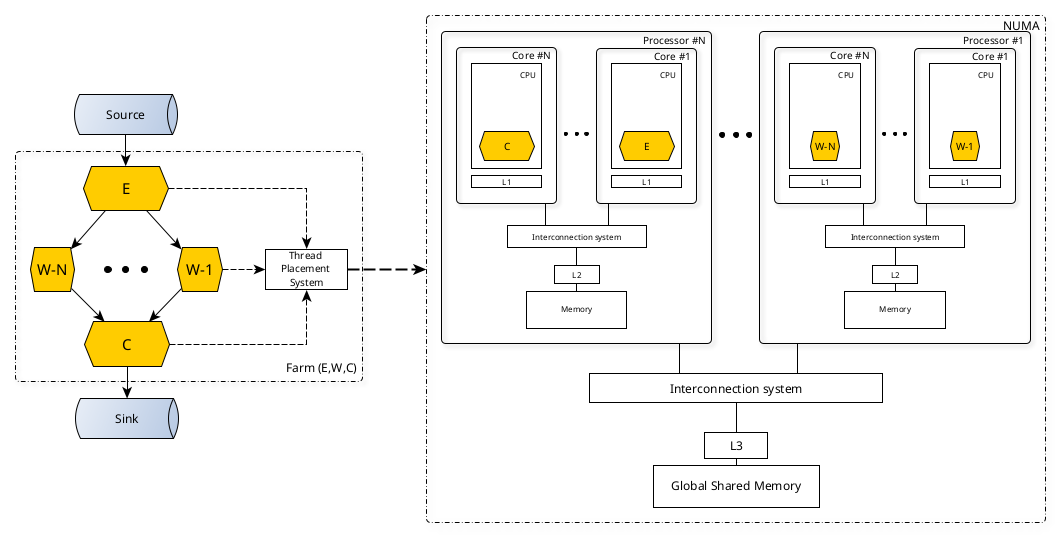 Source
E
W-N
W-1
C
Thread
Placement
System
Farm (E,W,C)
Sink
NUMA
Processor #N
Core #N
CPU
C
L1
Core #1
CPU
E
L1
Interconnection system
L2
Memory
Processor #1
Core #N
CPU
W-N
L1
Core #1
CPU
W-1
L1
Interconnection system
L2
Memory
Interconnection system
L3
Global Shared Memory